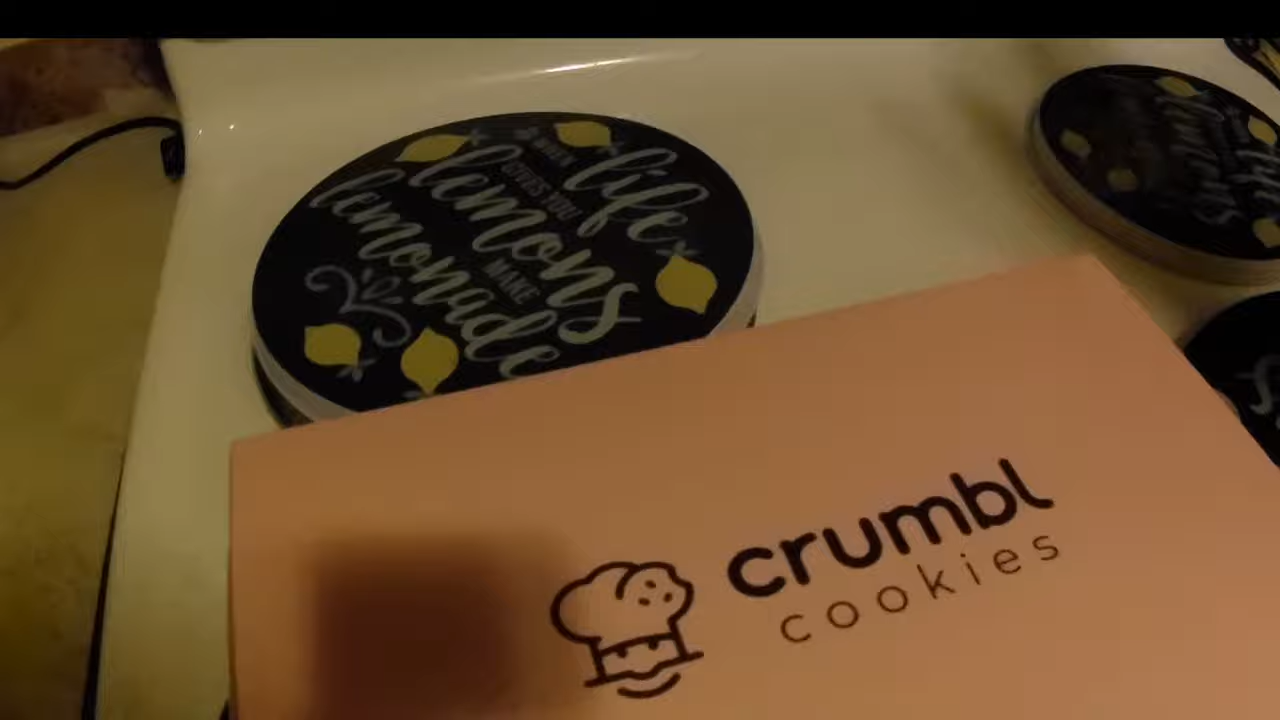 WHEN
life
GIVES YOU
lemons
MAKE
lemonade
crumbl
cookies